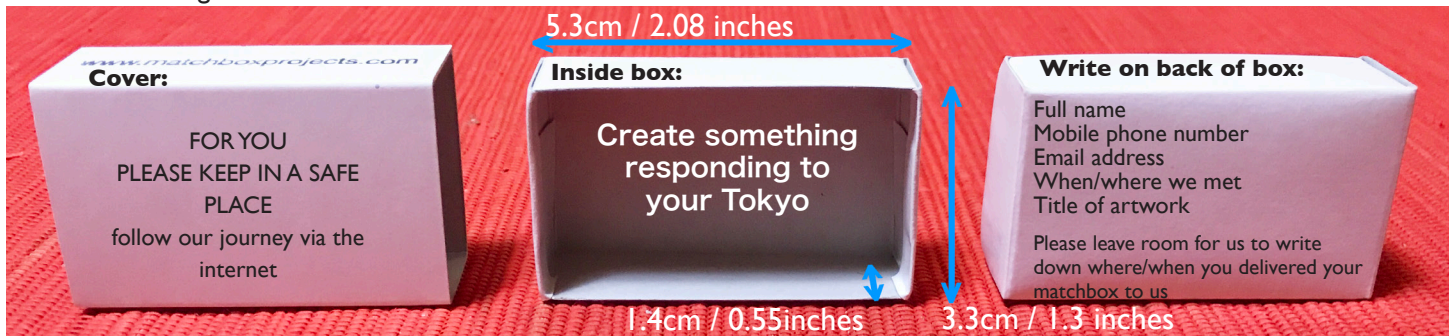 www.matchboxprojects.com
Cover:
FOR YOU
PLEASE KEEP IN A SAFE
PLACE
follow our journey via the
internet
5.3cm / 2.08 inches
Inside box:
Create something
responding to
your Tokyo
1.4cm / 0.55inches
3.3cm / 1.3 inches
Write on back of box:
Full name
Mobile phone number
Email address
When/where we met
Title of artwork
Please leave room for us to write
down where/when you delivered your
matchbox to us